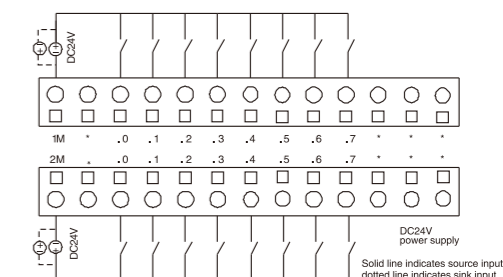 DC24V
1M * .0 .1 .2 .3 .4 .5 .6 .7 * * *
2M * .0 .1 .2 .3 .4 .5 .6 .7 * * *
DC24V
DC24V
power supply
Solid line indicates source input
dotted line indicates sink input